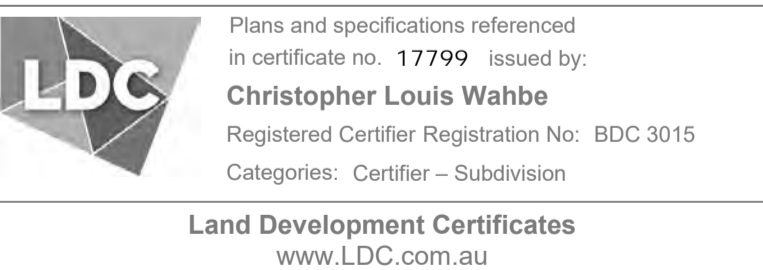 LDC
Plans and specifications referenced
in certificate no. 17799 issued by:
Christopher Louis Wahbe
Registered Certifier Registration No: BDC 3015
Categories: Certifier – Subdivision
Land Development Certificates
www.LDC.com.au